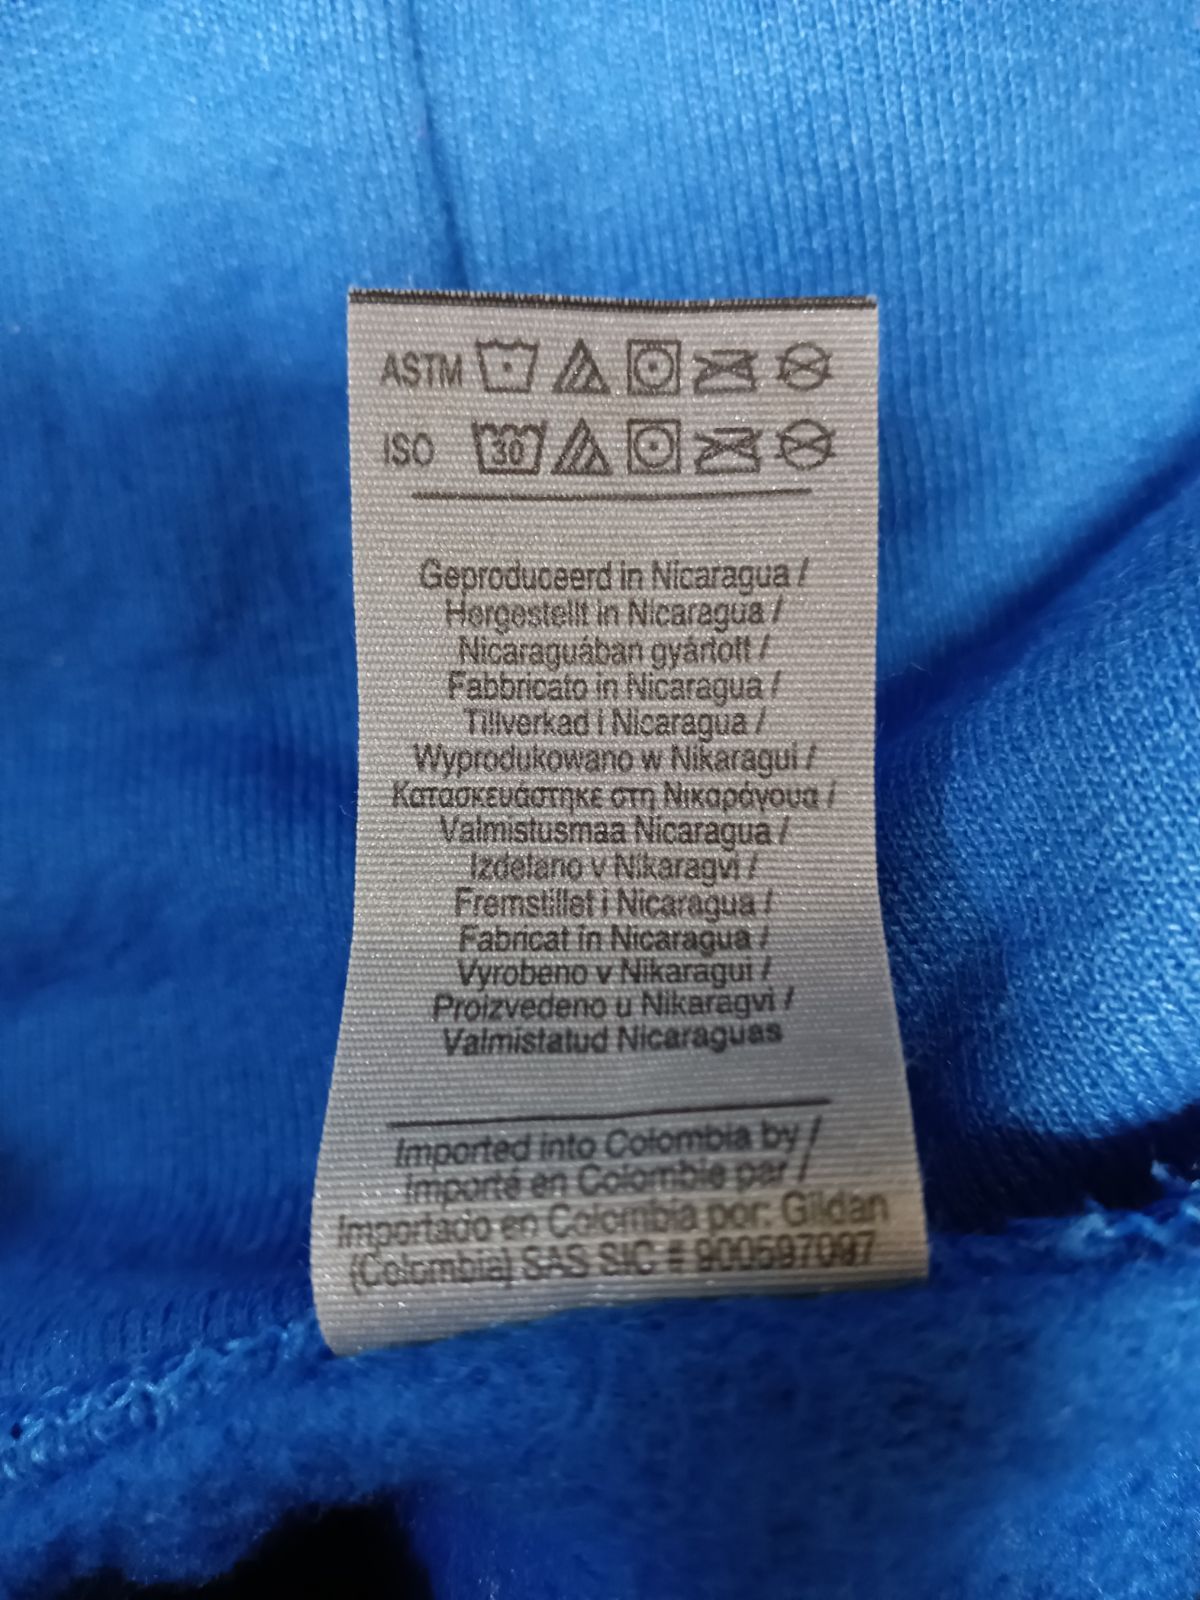 ASTM
ISO 30
Geproduceerd in Nicaragua /
Hergestellt in Nicaragua /
Nicaraguában gyártott /
Fabbricato in Nicaragua /
Tillverkad i Nicaragua /
Wyprodukowano w Nikaragui /
Κατασκευάστηκε στη Νικαράγουα /
Valmistusmaa Nicaragua /
Izdelano v Nikaragvi /
Fremstillet i Nicaragua /
Fabricat în Nicaragua /
Vyrobeno v Nikaragui /
Proizvedeno u Nikaragvi /
Valmistatud Nicaraguas
Imported into Colombia by /
Importé en Colombie par /
Importado en Colombia por: Gildan
(Colombia) SAS SIC # 900597097